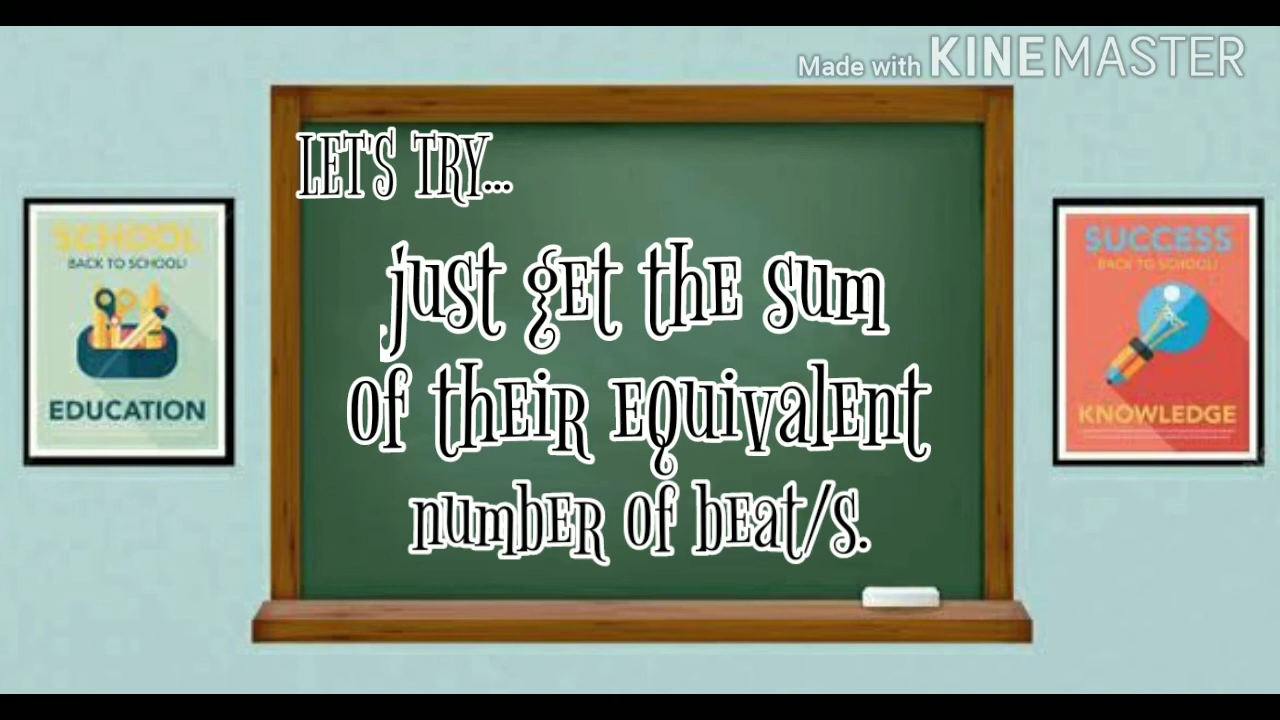 Made with KINEMASTER
LET'S TRY...
just get the sum
of their equivalent
number of beat/s.
SCHOOL
BACK TO SCHOOL!
EDUCATION
SUCCESS
BACK TO SCHOOL!
KNOWLEDGE